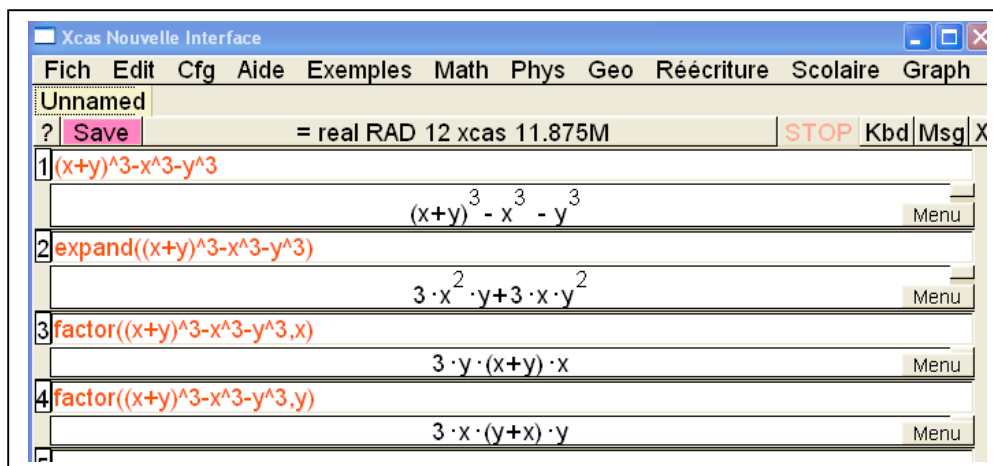 Xcas Nouvelle Interface
Fich Edit Cfg Aide Exemples Math Phys Geo Réécriture Scolaire Graph
Unnamed
? Save = real RAD 12 xcas 11.875M STOP Kbd Msg X
1 (x+y)^3-x^3-y^3
(x+y)³ - x³ - y³
Menu
2 expand((x+y)^3-x^3-y^3)
3·x²·y+3·x·y²
Menu
3 factor((x+y)^3-x^3-y^3,x)
3·y·(x+y)·x
Menu
4 factor((x+y)^3-x^3-y^3,y)
3·x·(y+x)·y
Menu
5